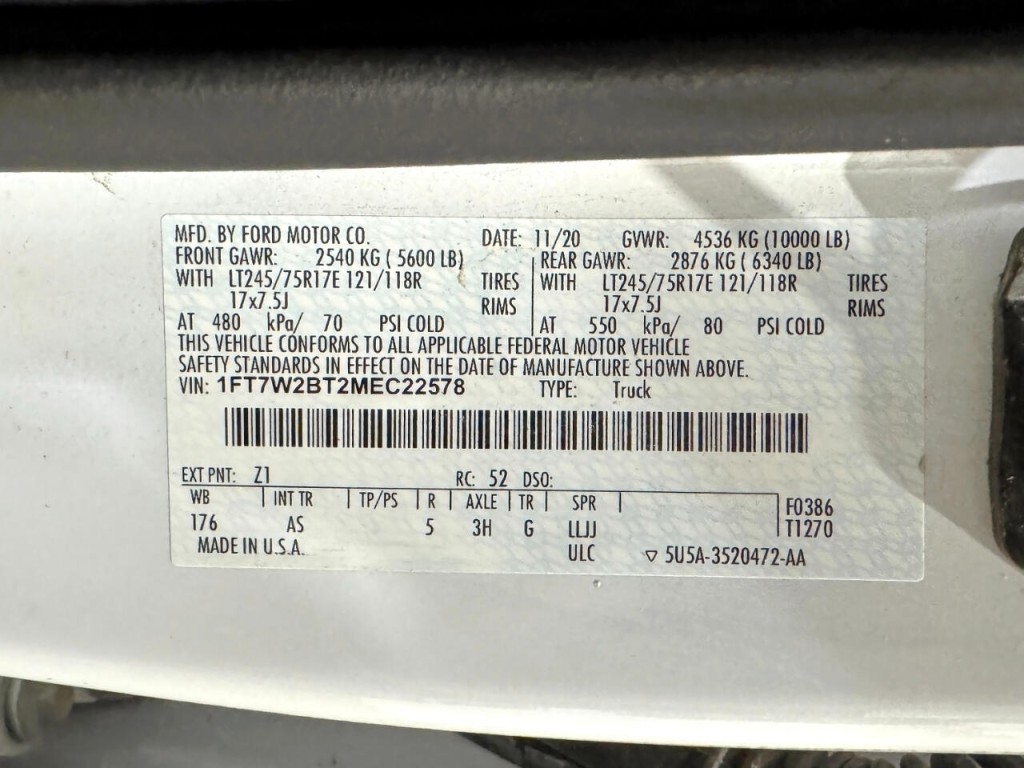 MFD. BY FORD MOTOR CO. DATE: 11/20 GVWR: 4536 KG (10000 LB)
FRONT GAWR: 2540 KG ( 5600 LB) REAR GAWR: 2876 KG ( 6340 LB)
WITH LT245/75R17E 121/118R TIRES WITH LT245/75R17E 121/118R TIRES
17x7.5J RIMS 17x7.5J RIMS
AT 480 kPa/ 70 PSI COLD AT 550 kPa/ 80 PSI COLD
THIS VEHICLE CONFORMS TO ALL APPLICABLE FEDERAL MOTOR VEHICLE
SAFETY STANDARDS IN EFFECT ON THE DATE OF MANUFACTURE SHOWN ABOVE.
VIN: 1FT7W2BT2MEC22578 TYPE: Truck
EXT PNT: Z1 RC: 52 DSO:
WB INT TR TP/PS R AXLE TR SPR F0386
176 AS 5 3H G LLJJ T1270
MADE IN U.S.A. ULC ▽ 5U5A-3520472-AA